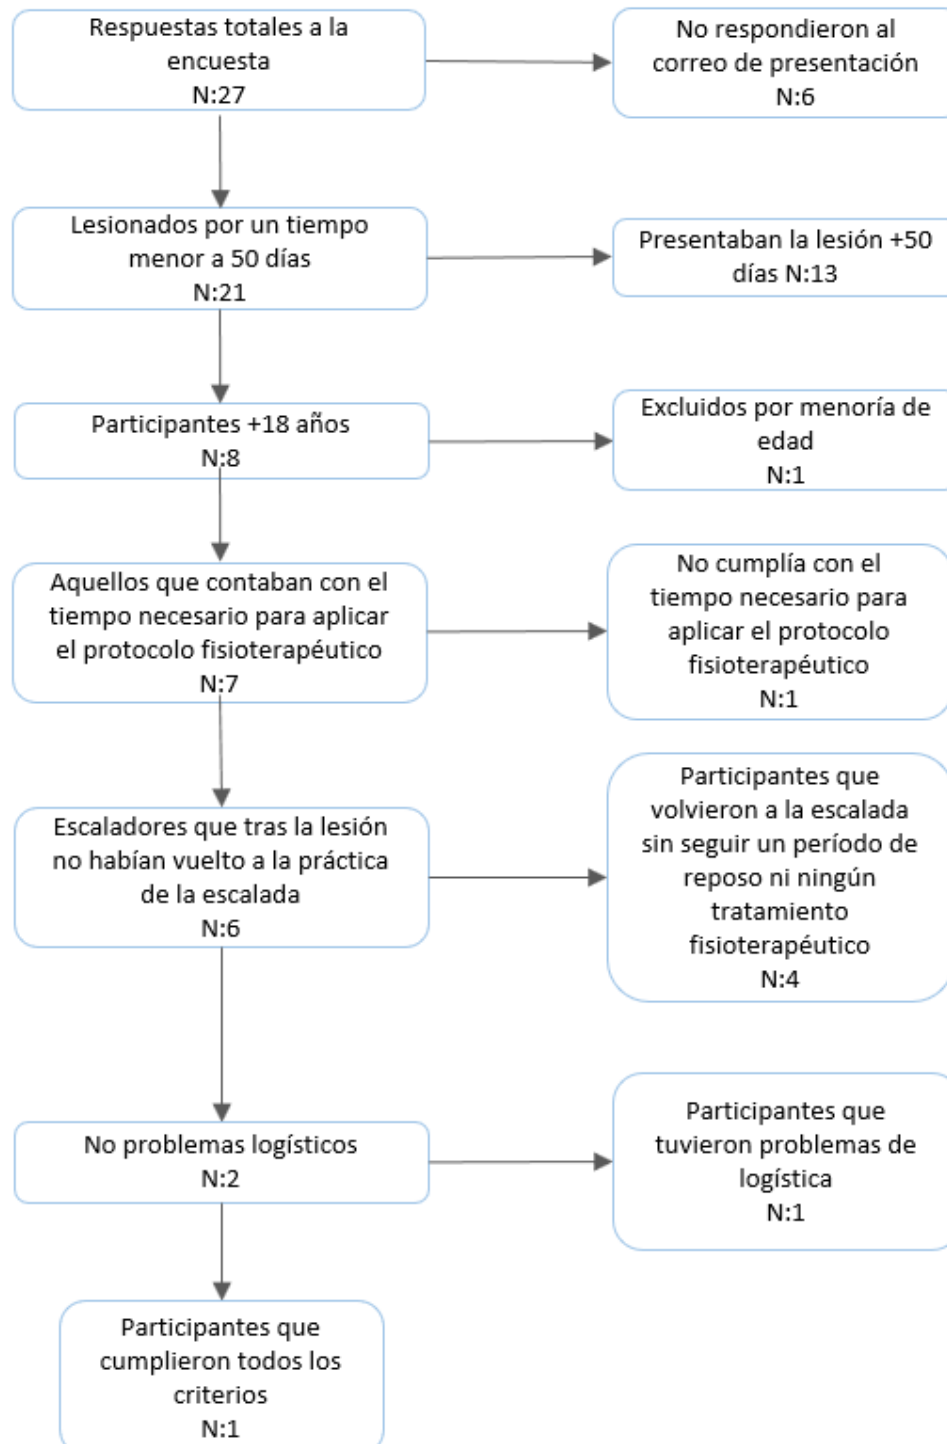 Respuestas totales a la
encuesta
N:27
No respondieron al
correo de presentación
N:6
Lesionados por un tiempo
menor a 50 días
N:21
Presentaban la lesión +50
días N:13
Participantes +18 años
N:8
Excluidos por menoría de
edad
N:1
Aquellos que contaban con el
tiempo necesario para aplicar
el protocolo fisioterapéutico
N:7
No cumplía con el
tiempo necesario para
aplicar el protocolo
fisioterapéutico
N:1
Escaladores que tras la lesión
no habían vuelto a la práctica
de la escalada
N:6
Participantes que
volvieron a la escalada
sin seguir un período de
reposo ni ningún
tratamiento
fisioterapéutico
N:4
No problemas logísticos
N:2
Participantes que
tuvieron problemas de
logística
N:1
Participantes que
cumplieron todos los
criterios
N:1